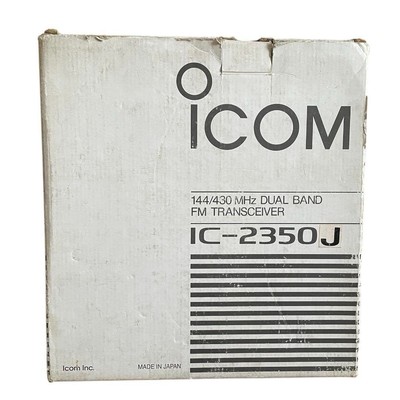 ICOM
144/430 MHz DUAL BAND
FM TRANSCEIVER
IC-2350J
Icom Inc.
MADE IN JAPAN